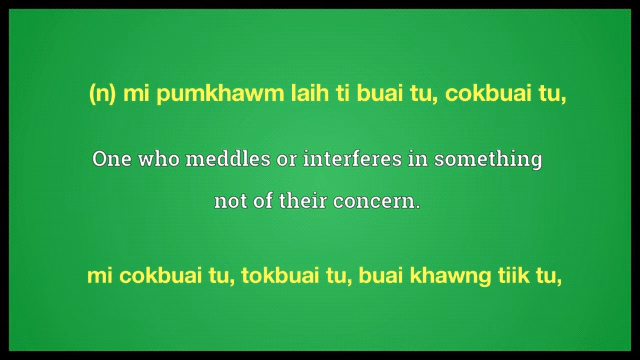 (n) mi pumkhawm laih ti buai tu, cokbuai tu,
One who meddles or interferes in something
not of their concern.
mi cokbuai tu, tokbuai tu, buai khawng tiik tu,